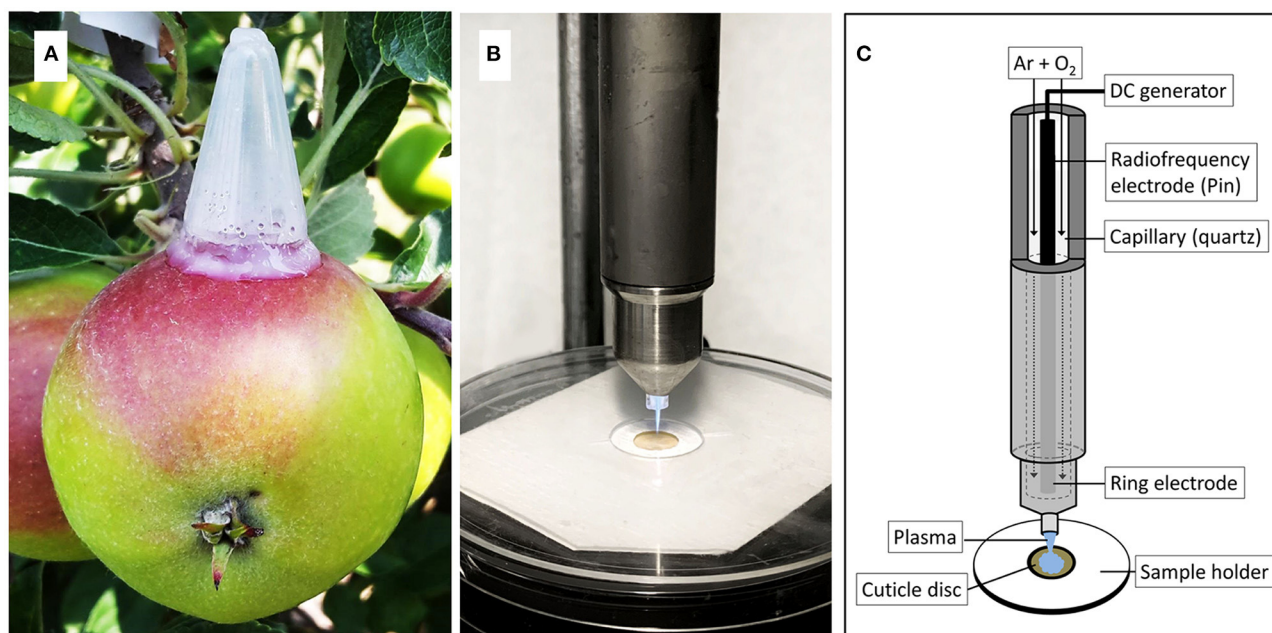 A
B
C
Ar + O₂
DC generator
Radiofrequency
electrode (Pin)
Capillary (quartz)
Ring electrode
Plasma
Cuticle disc
Sample holder